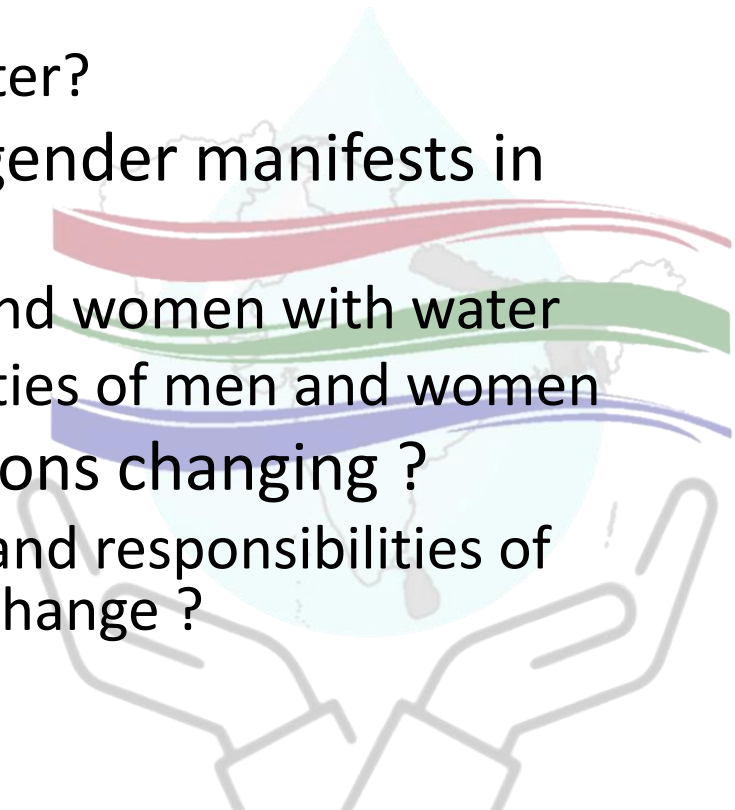 ter?
gender manifests in
nd women with water
ties of men and women
ons changing ?
and responsibilities of
hange ?